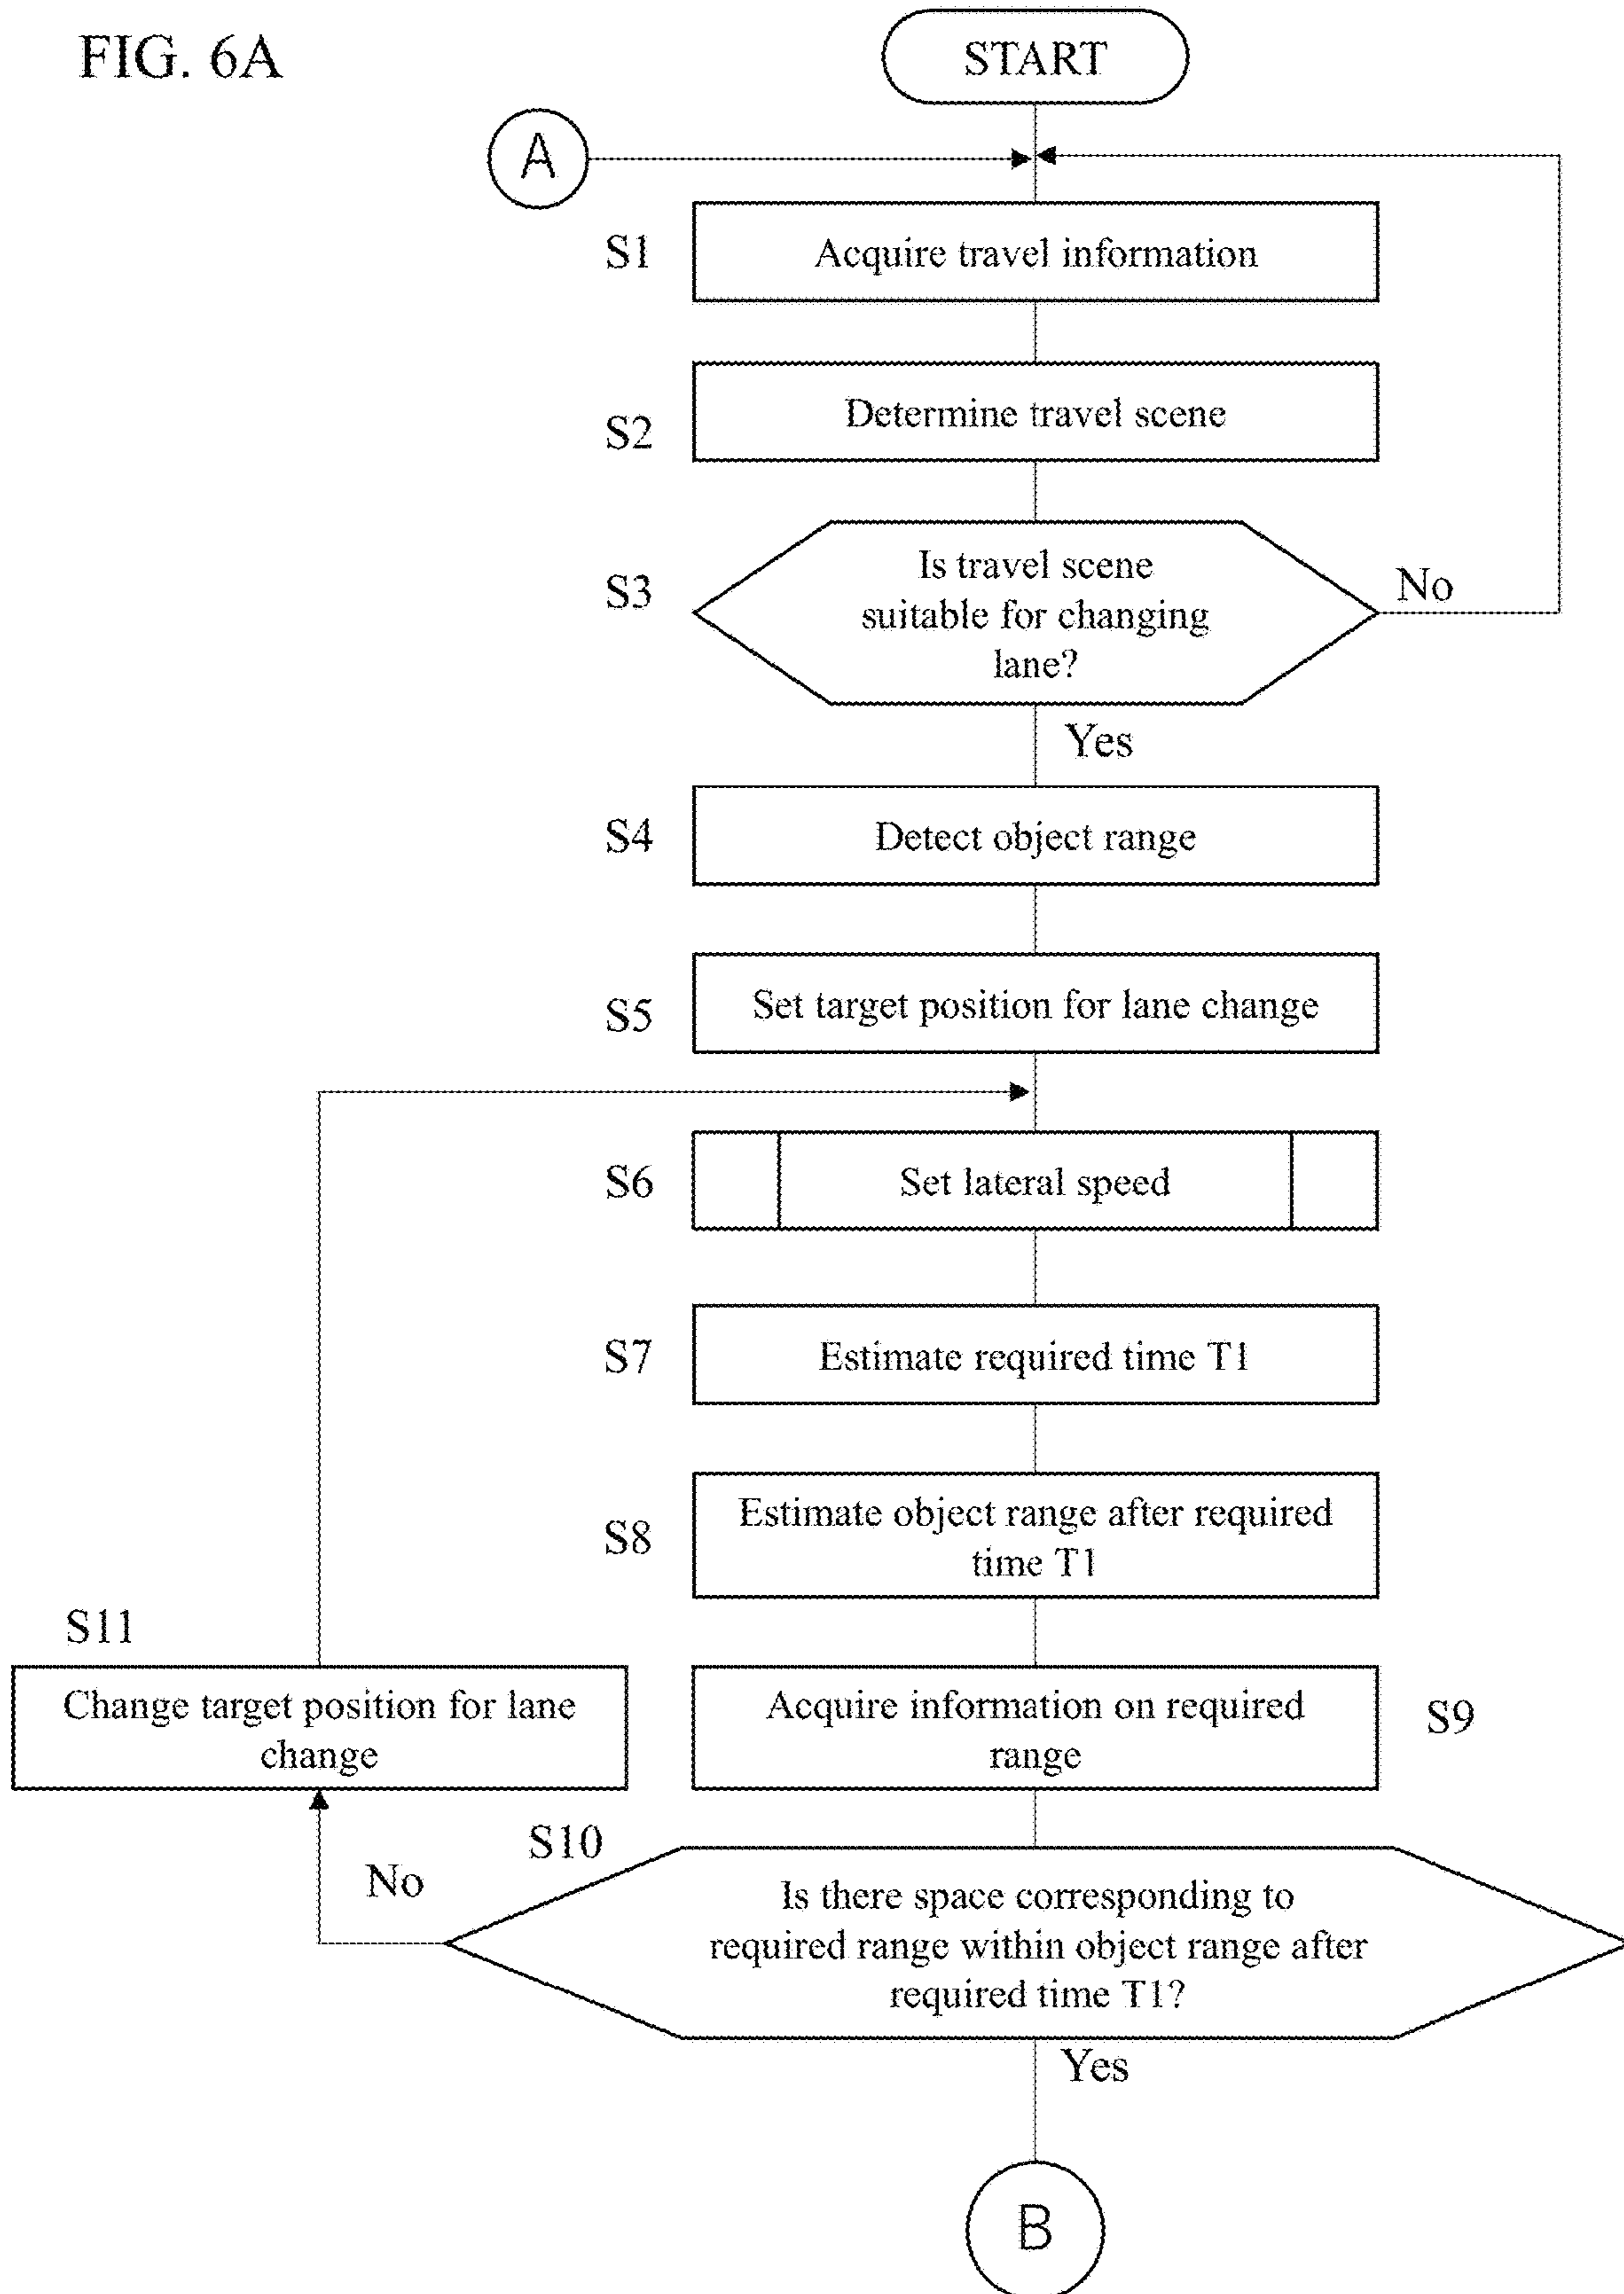 FIG. 6A
START
A
S1
Acquire travel information
S2
Determine travel scene
S3
Is travel scene
suitable for changing
lane?
No
Yes
S4
Detect object range
S5
Set target position for lane change
S6
Set lateral speed
S7
Estimate required time T1
S8
Estimate object range after required
time T1
S11
Change target position for lane
change
Acquire information on required
range
S9
S10
No
Is there space corresponding to
required range within object range after
required time T1?
Yes
B